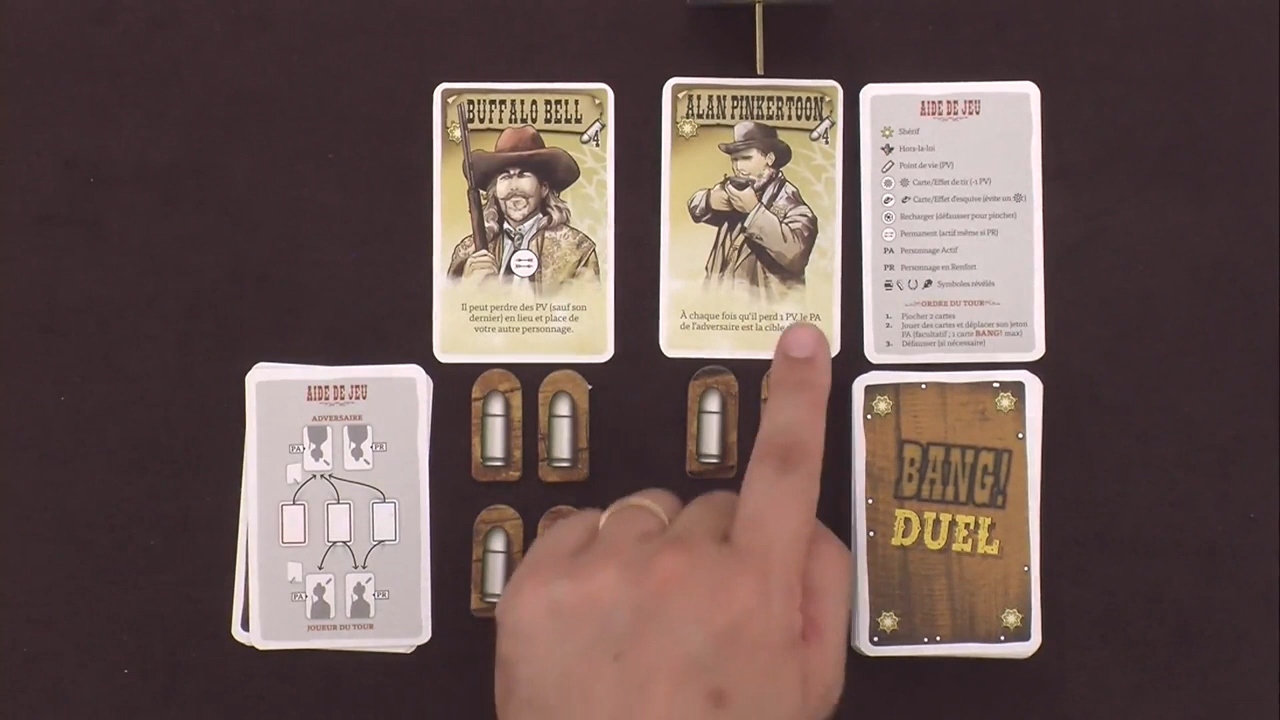 BUFFALO BELL
4
Il peut perdre des PV (sauf son
dernier) en lieu et place de
votre autre personnage.
ALAN PINKERTOON
4
À chaque fois qu'il perd 1 PV, le PA
de l'adversaire est la cible
AIDE DE JEU
Shérif
Hors-la-loi
Point de vie (PV)
Carte/Effet de tir (-1 PV)
Carte/Effet d'esquive (évite un )
Recharger (défausser pour piocher)
Permanent (actif même si PR)
PA Personnage Actif
PR Personnage en Renfort
Symboles révélés
ORDRE DU TOUR
1. Piocher 2 cartes
2. Jouer des cartes et déplacer son jeton
PA (facultatif ; 1 carte BANG! max)
3. Défausser (si nécessaire)
AIDE DE JEU
ADVERSAIRE
PA PR
PA PR
JOUEUR DU TOUR
BANG!
DUEL